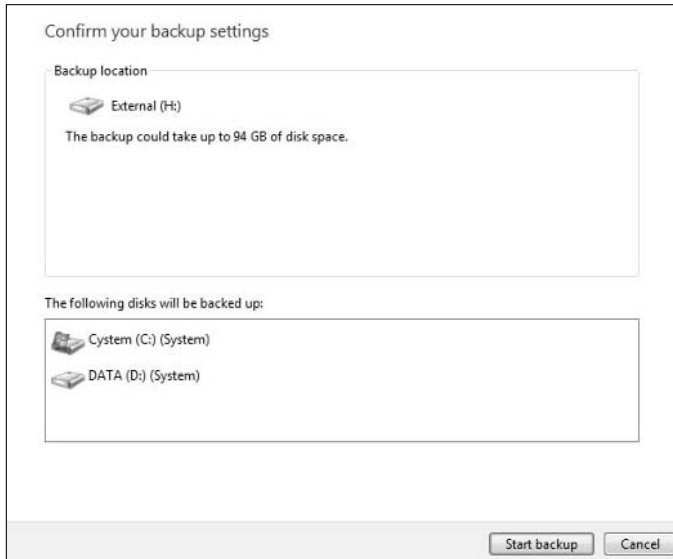 Confirm your backup settings
Backup location
External (H:)
The backup could take up to 94 GB of disk space.
The following disks will be backed up:
Cystem (C:) (System)
DATA (D:) (System)
Start backup
Cancel